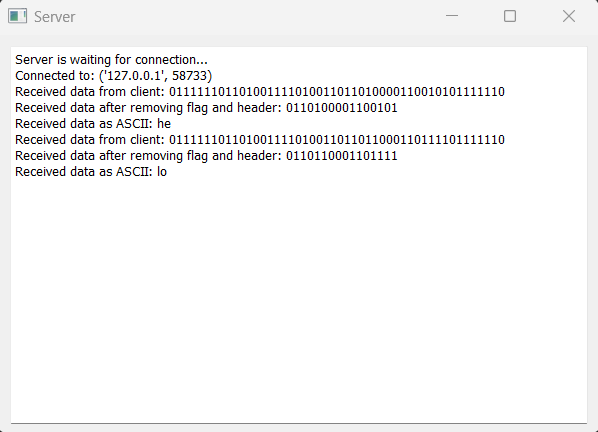 Server
Server is waiting for connection...
Connected to: ('127.0.0.1', 58733)
Received data from client: 01111110110100111101001101101000011001010111​1110
Received data after removing flag and header: 0110100001100101
Received data as ASCII: he
Received data from client: 011111101101001111010011011011000110111101111110
Received data after removing flag and header: 0110110001101111
Received data as ASCII: lo